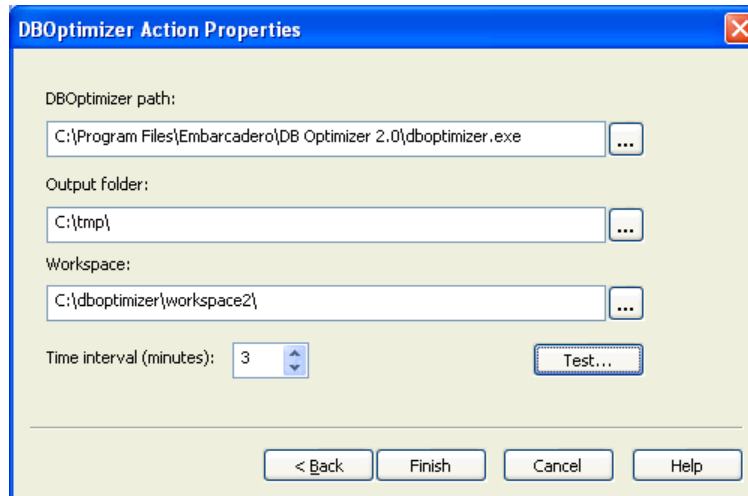 DBOptimizer Action Properties
DBOptimizer path:
C:\Program Files\Embarcadero\DB Optimizer 2.0\dboptimizer.exe
...
Output folder:
C:\tmp\
...
Workspace:
C:\dboptimizer\workspace2\
...
Time interval (minutes): 3 Test...
< Back Finish Cancel Help